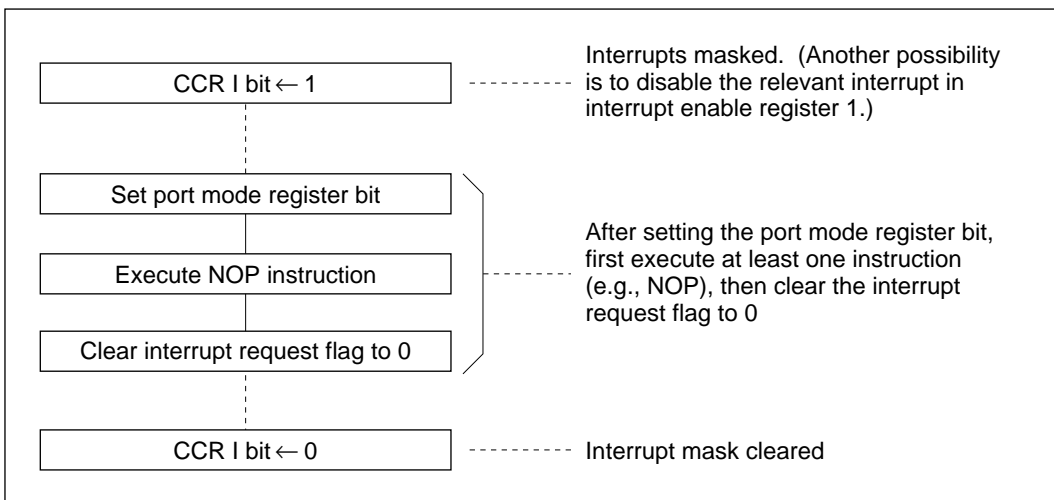 CCR I bit ← 1
Interrupts masked. (Another possibility
is to disable the relevant interrupt in
interrupt enable register 1.)
Set port mode register bit
Execute NOP instruction
Clear interrupt request flag to 0
After setting the port mode register bit,
first execute at least one instruction
(e.g., NOP), then clear the interrupt
request flag to 0
CCR I bit ← 0
Interrupt mask cleared